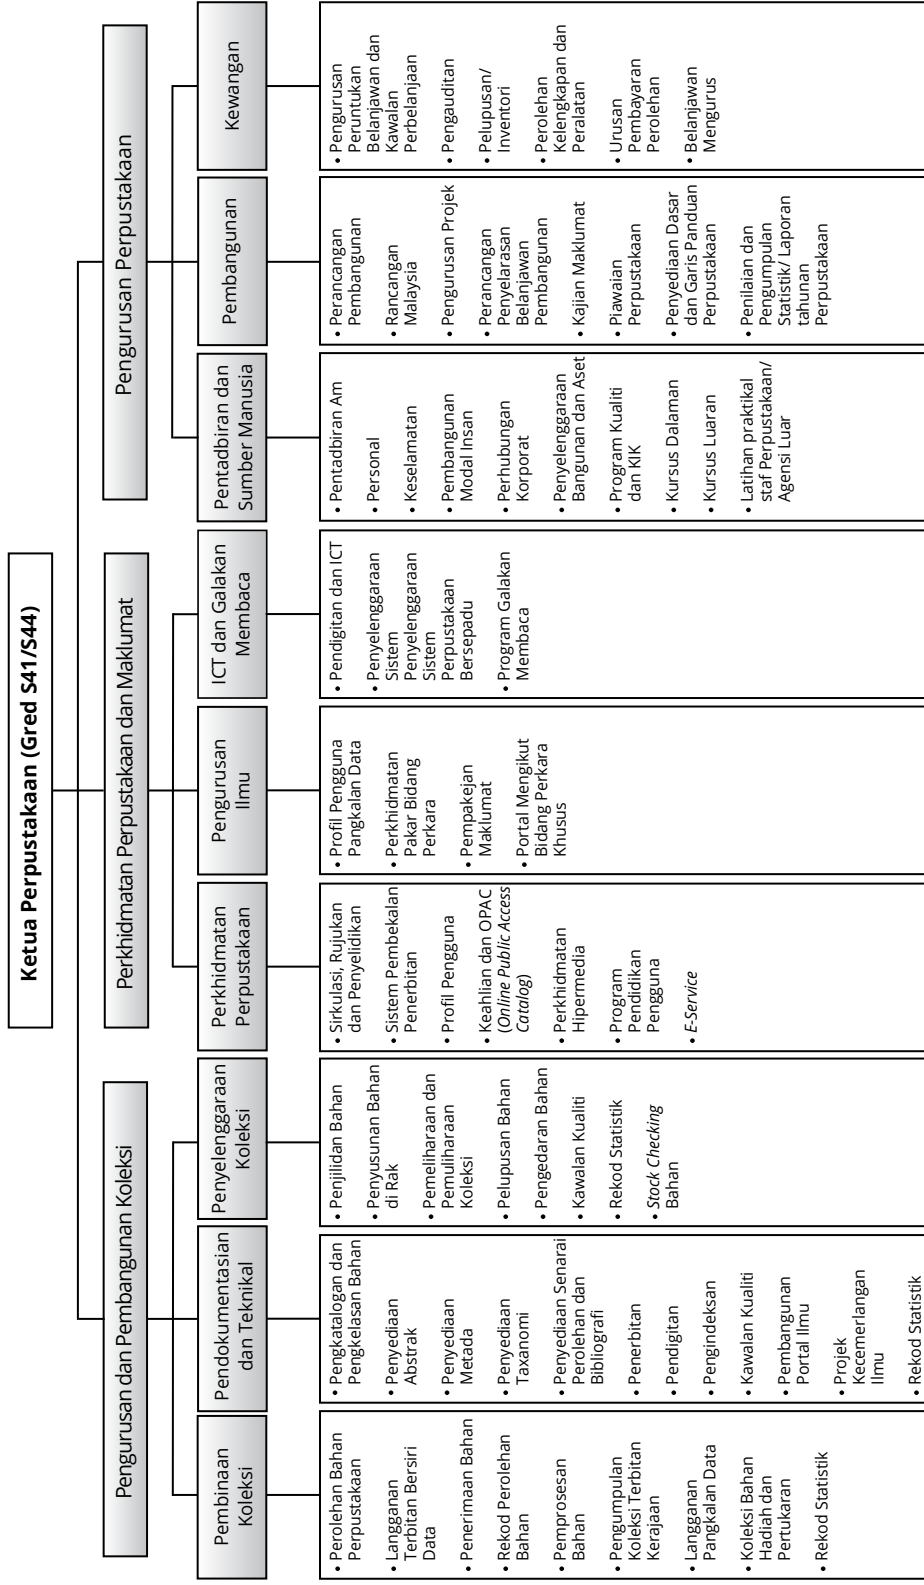 Ketua Perpustakaan (Gred S41/S44)
Pengurusan dan Pembangunan Koleksi
Perkhidmatan Perpustakaan dan Maklumat
Pengurusan Perpustakaan
Pembinaan
Koleksi
• Perolehan Bahan
Perpustakaan
• Langganan
Terbitan Bersiri
Data
• Penerimaan Bahan
• Rekod Perolehan
Bahan
• Pemprosesan
Bahan
• Pengumpulan
Koleksi Terbitan
Kerajaan
• Langganan
Pangkalan Data
• Koleksi Bahan
Hadiah dan
Pertukaran
• Rekod Statistik
Pendokumentasian
dan Teknikal
• Pengkatalogan dan
Pengkelasan Bahan
• Penyediaan
Abstrak
• Penyediaan
Metada
• Penyediaan
Taxanomi
• Penyediaan Senarai
Perolehan dan
Bibliografi
• Penerbitan
• Pendigitan
• Pengindeksan
• Kawalan Kualiti
• Pembangunan
Portal Ilmu
• Projek
Kecemerlangan
Ilmu
• Rekod Statistik
Penyelenggaraan
Koleksi
• Penjilidan Bahan
• Penyusunan Bahan
di Rak
• Pemeliharaan dan
Pemuliharaan
Koleksi
• Pelupusan Bahan
• Pengedaran Bahan
• Kawalan Kualiti
• Rekod Statistik
• Stock Checking
Bahan
Perkhidmatan
Perpustakaan
• Sirkulasi, Rujukan
dan Penyelidikan
• Sistem Pembekalan
Penerbitan
• Profil Pengguna
• Keahlian dan OPAC
(Online Public Access
Catalog)
• Perkhidmatan
Hipermedia
• Program
Pendidikan
Pengguna
• E-Service
Pengurusan
Ilmu
• Profil Pengguna
Pangkalan Data
• Perkhidmatan
Pakar Bidang
Perkara
• Pempakejan
Maklumat
• Portal Mengikut
Bidang Perkara
Khusus
ICT dan Galakan
Membaca
• Pendigitan dan ICT
• Penyelenggaraan
Sistem
Penyelenggaraan
Sistem
Perpustakaan
Bersepadu
• Program Galakan
Membaca
Pentadbiran dan
Sumber Manusia
• Pentadbiran Am
• Personal
• Keselamatan
• Pembangunan
Modal Insan
• Perhubungan
Korporat
• Penyelenggaraan
Bangunan dan Aset
• Program Kualiti
dan KIK
• Kursus Dalaman
• Kursus Luaran
• Latihan praktikal
staf Perpustakaan/
Agensi Luar
Pembangunan
• Perancangan
Pembangunan
• Rancangan
Malaysia
• Pengurusan Projek
• Perancangan
Penyelarasan
Belanjawan
Pembangunan
• Kajian Maklumat
• Piawaian
Perpustakaan
• Penyediaan Dasar
dan Garis Panduan
Perpustakaan
• Penilaian dan
Pengumpulan
Statistik/ Laporan
tahunan
Perpustakaan
Kewangan
• Pengurusan
Peruntukan
Belanjawan dan
Kawalan
Perbelanjaan
• Pengauditan
• Pelupusan/
Inventori
• Perolehan
Kelengkapan dan
Peralatan
• Urusan
Pembayaran
Perolehan
• Belanjawan
Mengurus